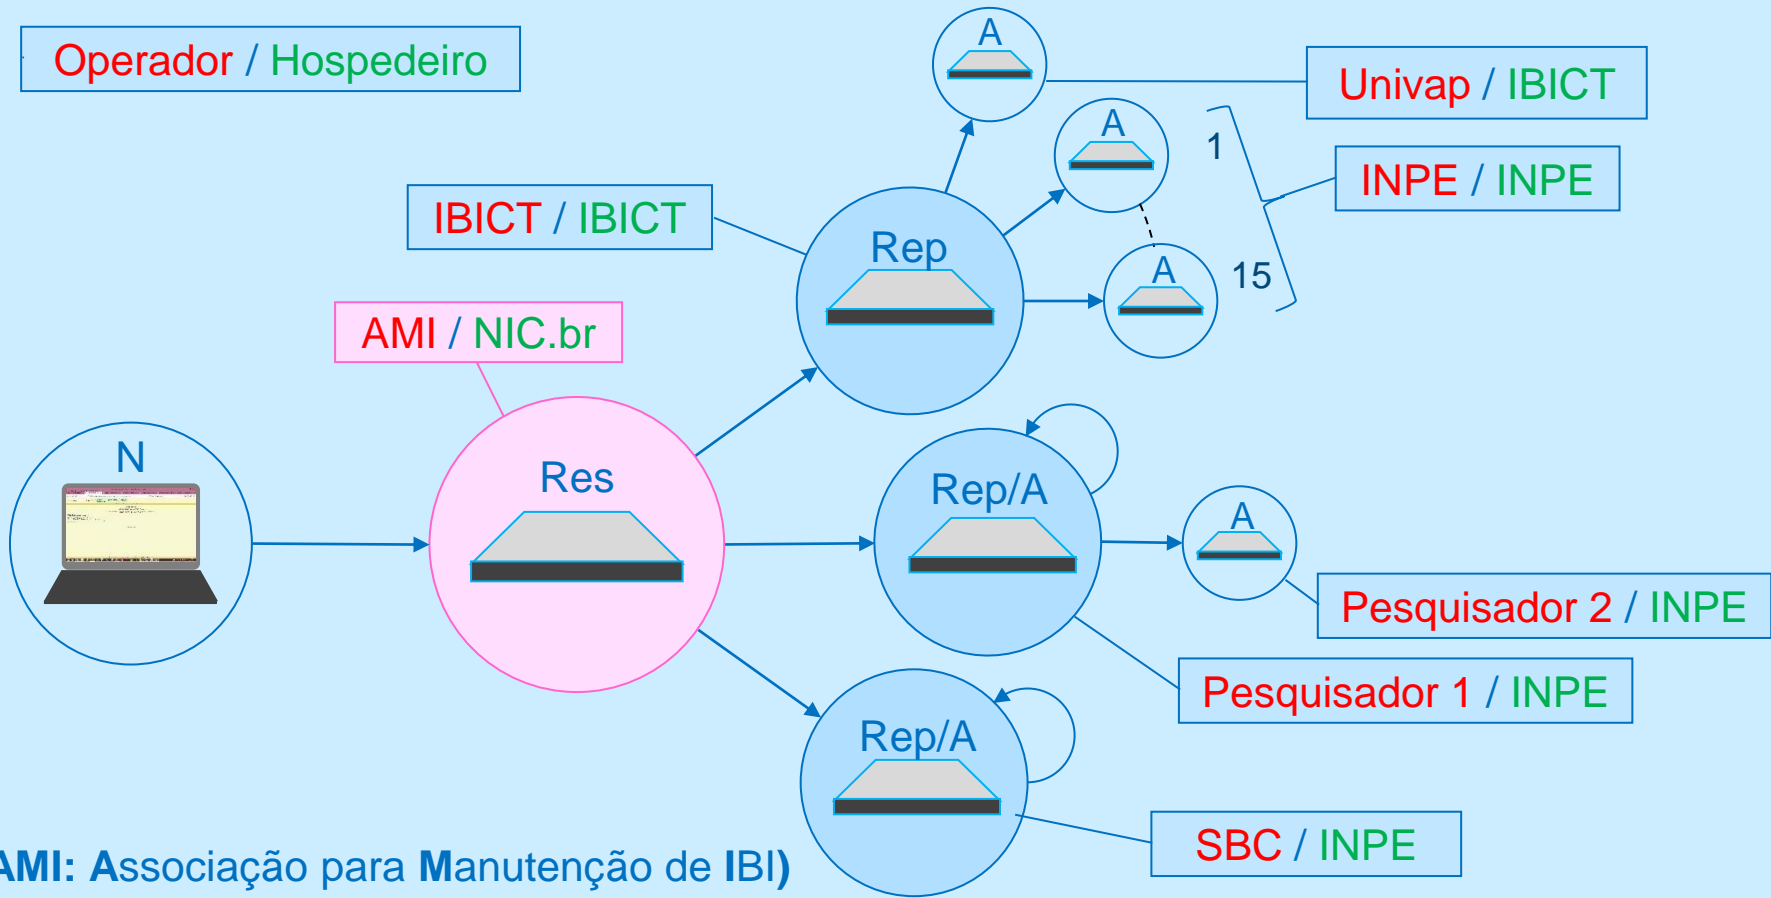 Operador / Hospedeiro
A
Univap / IBICT
A
1
INPE / INPE
IBICT / IBICT
Rep
A
15
AMI / NIC.br
N
Res
Rep/A
A
Pesquisador 2 / INPE
Pesquisador 1 / INPE
Rep/A
SBC / INPE
AMI: Associação para Manutenção de IBI)